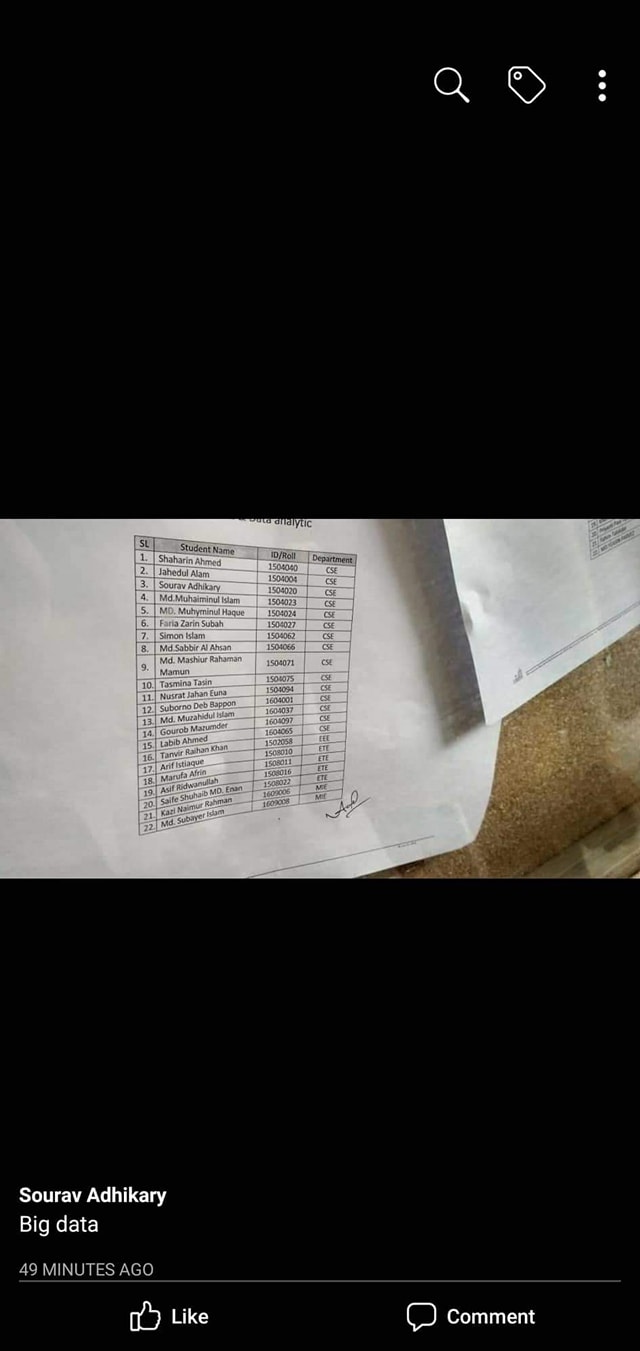 & Data analytic
SL Student Name ID/Roll Department
1. Shaharin Ahmed 1504040 CSE
2. Jahedul Alam 1504004 CSE
3. Sourav Adhikary 1504020 CSE
4. Md.Muhaiminul Islam 1504023 CSE
5. MD. Muhyminul Haque 1504024 CSE
6. Faria Zarin Subah 1504027 CSE
7. Simon Islam 1504062 CSE
8. Md.Sabbir Al Ahsan 1504066 CSE
9. Md. Mashiur Rahaman
Mamun 1504071 CSE
10. Tasmina Tasin 1504075 CSE
11. Nusrat Jahan Euna 1504094 CSE
12. Suborno Deb Bappon 1604001 CSE
13. Md. Muzahidul Islam 1604037 CSE
14. Gourob Mazumder 1604097 CSE
15. Labib Ahmed 1604065 CSE
16. Tanvir Raihan Khan 1502058 EEE
17. Arif Istiaque 1508010 ETE
18. Marufa Afrin 1508011 ETE
19. Asif Ridwanullah 1508016 ETE
20. Saife Shuhaib MD. Enan 1508022 ETE
21. Kazi Naimur Rahman 1609006 MIE
22. Md. Subayer Islam 1609008 MIE
Sourav Adhikary
Big data
49 MINUTES AGO
Like Comment